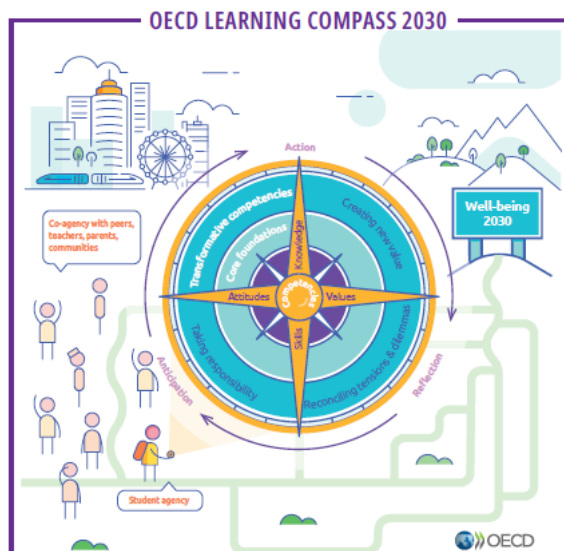 OECD LEARNING COMPASS 2030
Action
Co-agency with peers,
teachers, parents,
communities
Well-being
2030
Transformative competencies
Core foundations
Creating new value
Knowledge
Attitudes
Competencies
Values
Skills
Taking responsibility
Reconciling tensions & dilemmas
Anticipation
Reflection
Student agency
OECD